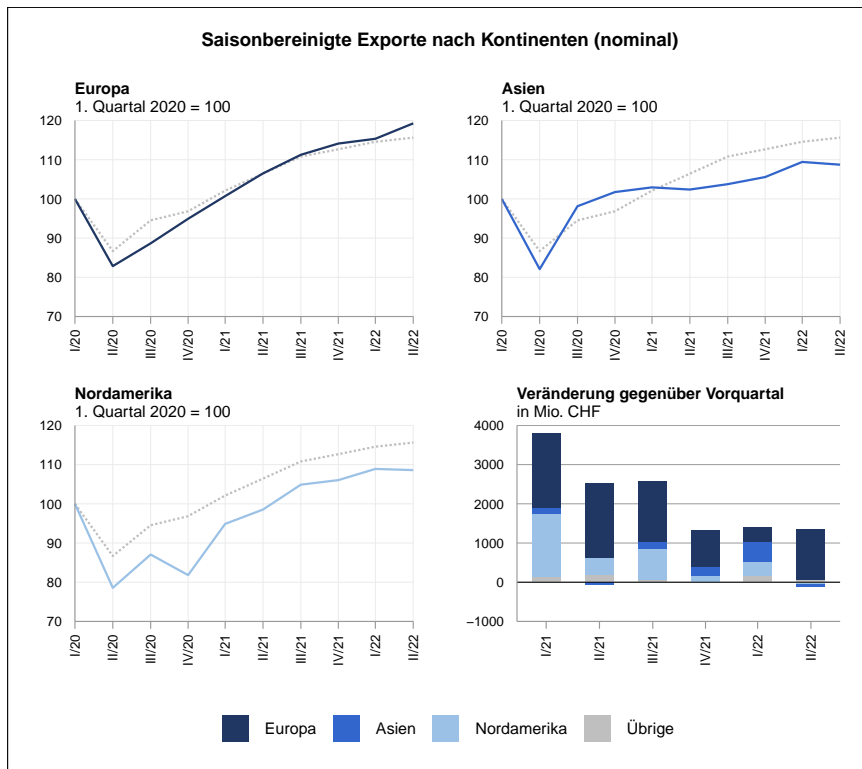 Saisonbereinigte Exporte nach Kontinenten (nominal)
Europa
1. Quartal 2020 = 100
120
110
100
90
80
70
I/20
II/20
III/20
IV/20
I/21
II/21
III/21
IV/21
I/22
II/22
Asien
1. Quartal 2020 = 100
120
110
100
90
80
70
I/20
II/20
III/20
IV/20
I/21
II/21
III/21
IV/21
I/22
II/22
Nordamerika
1. Quartal 2020 = 100
120
110
100
90
80
70
I/20
II/20
III/20
IV/20
I/21
II/21
III/21
IV/21
I/22
II/22
Veränderung gegenüber Vorquartal
in Mio. CHF
4000
3000
2000
1000
0
−1000
I/21
II/21
III/21
IV/21
I/22
II/22
Europa Asien Nordamerika Übrige